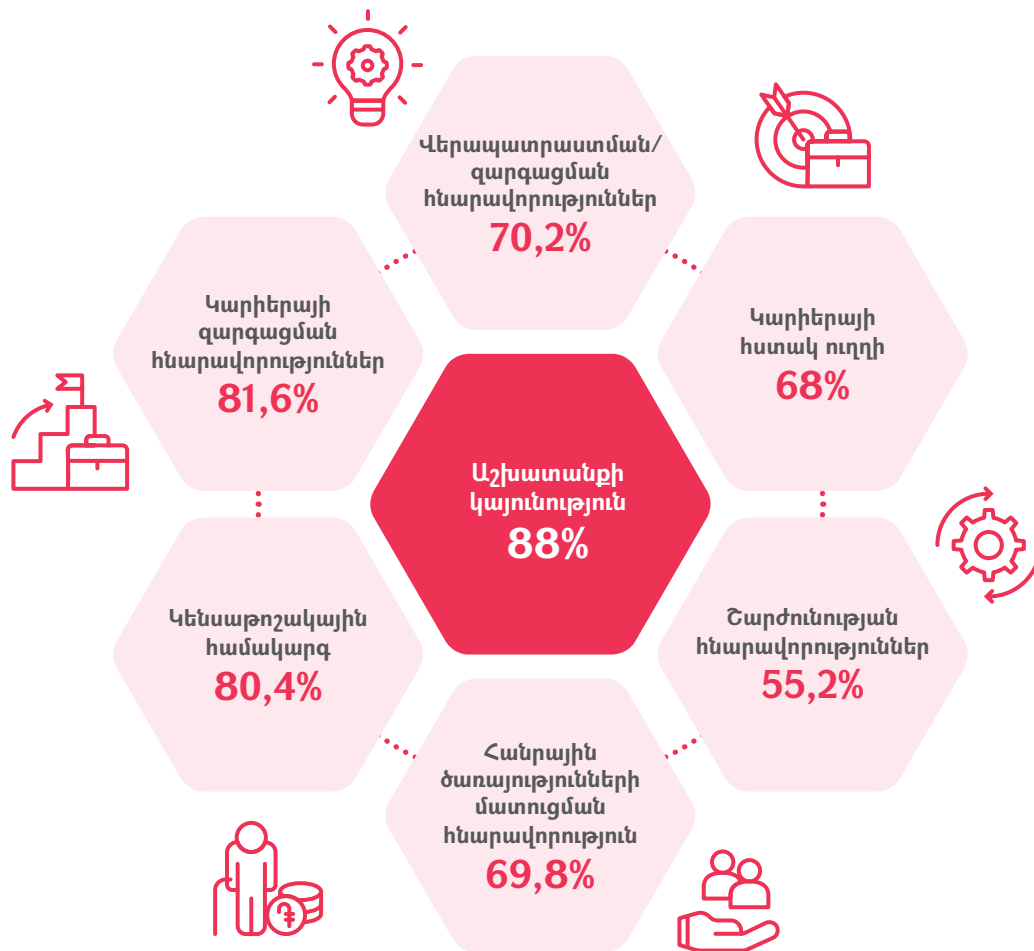 Վերապատրաստման/
զարգացման
հնարավորություններ
70,2%
Կարիերայի
զարգացման
հնարավորություններ
81,6%
Կարիերայի
հստակ ուղղի
68%
Աշխատանքի
կայունություն
88%
Կենսաթոշակային
համակարգ
80,4%
Շարժունության
հնարավորություններ
55,2%
Հանրային
ծառայությունների
մատուցման
հնարավորություն
69,8%